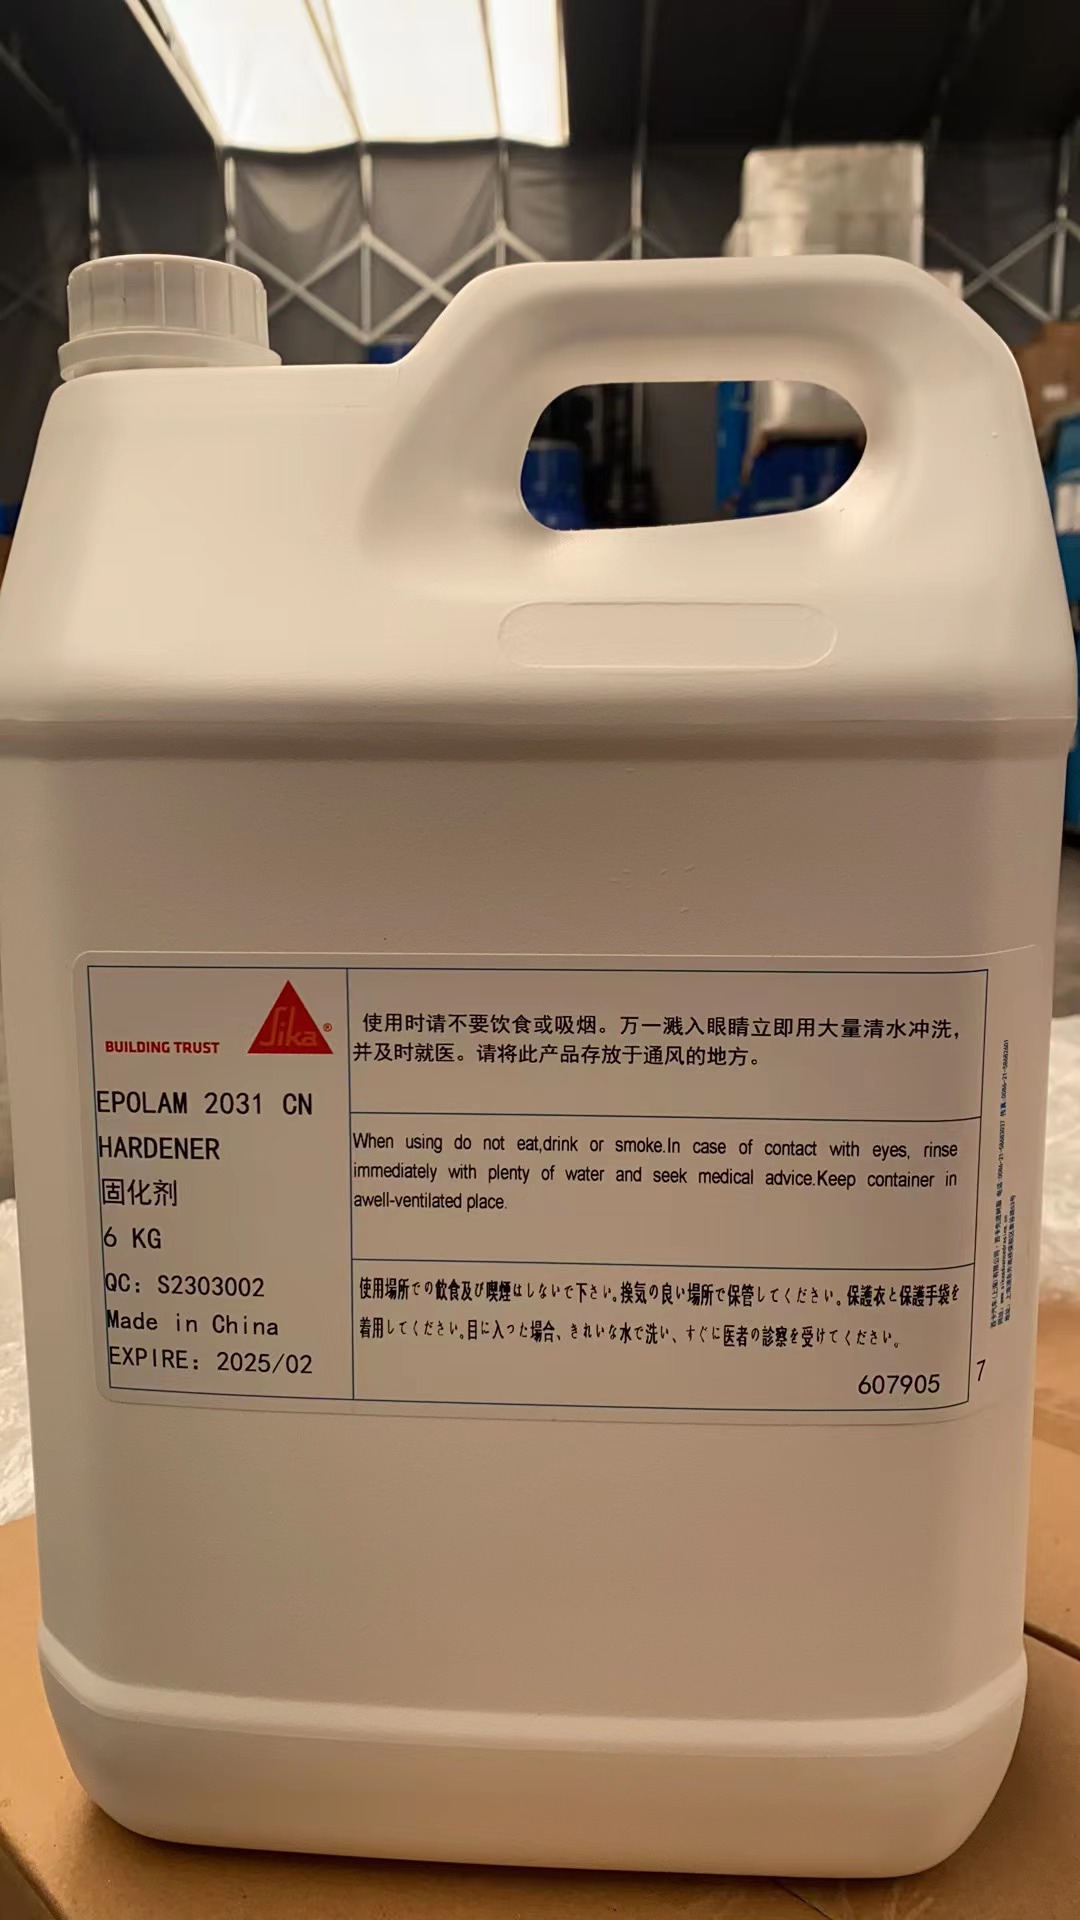 BUILDING TRUST
Sika®
EPOLAM 2031 CN
HARDENER
固化剂
6 KG
QC: S2303002
Made in China
EXPIRE: 2025/02
使用时请不要饮食或吸烟。万一溅入眼睛立即用大量清水冲洗，
并及时就医。请将此产品存放于通风的地方。
When using do not eat,drink or smoke.In case of contact with eyes, rinse
immediately with plenty of water and seek medical advice.Keep container in
awell-ventilated place.
使用場所での飲食及び喫煙はしないで下さい。換気の良い場所で保管してください。保護衣と保護手袋を
着用してください。目に入つた場合、きれいな水で洗い、すぐに医者の診察を受けてください。
607905
7